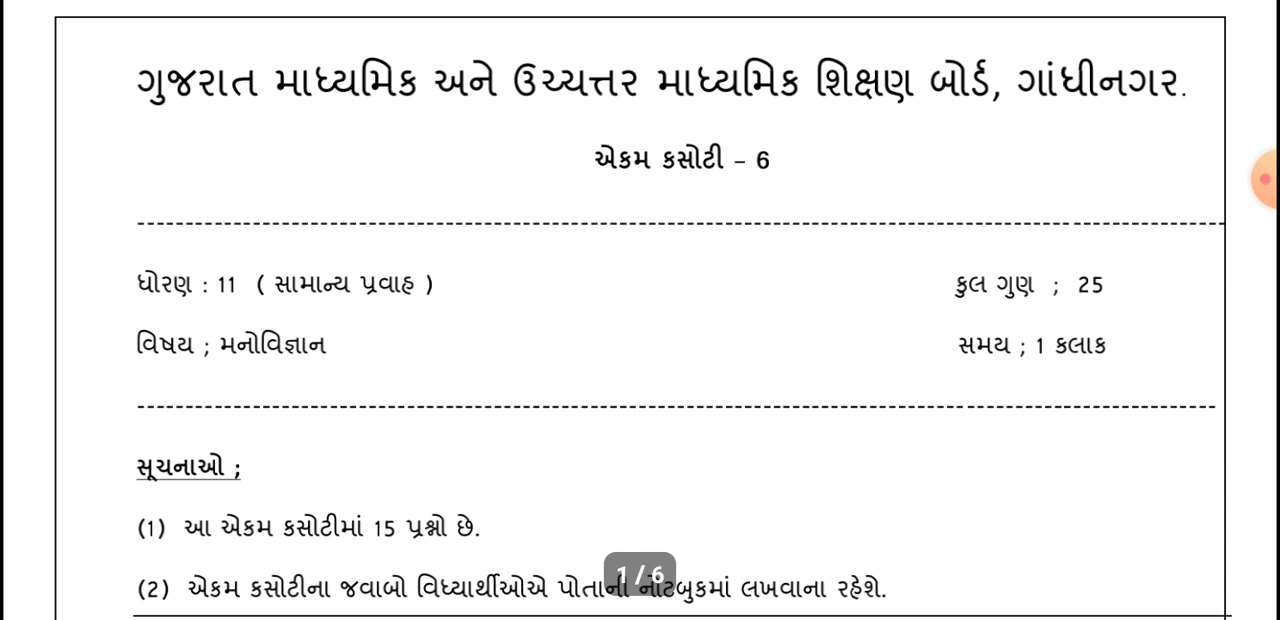 ગુજરાત માધ્યમિક અને ઉચ્ચત્તર માધ્યમિક શિક્ષણ બોર્ડ, ગાંધીનગર.
એકમ કસોટી – 6
ધોરણ : 11 ( સામાન્ય પ્રવાહ ) કુલ ગુણ ; 25
વિષય ; મનોવિજ્ઞાન સમય ; 1 કલાક
સૂચનાઓ ;
(1) આ એકમ કસોટીમાં 15 પ્રશ્નો છે.
(2) એકમ કસોટીના જવાબો વિધ્યાર્થીઓએ પોતાની નોટબુકમાં લખવાના રહેશે.
1 / 6